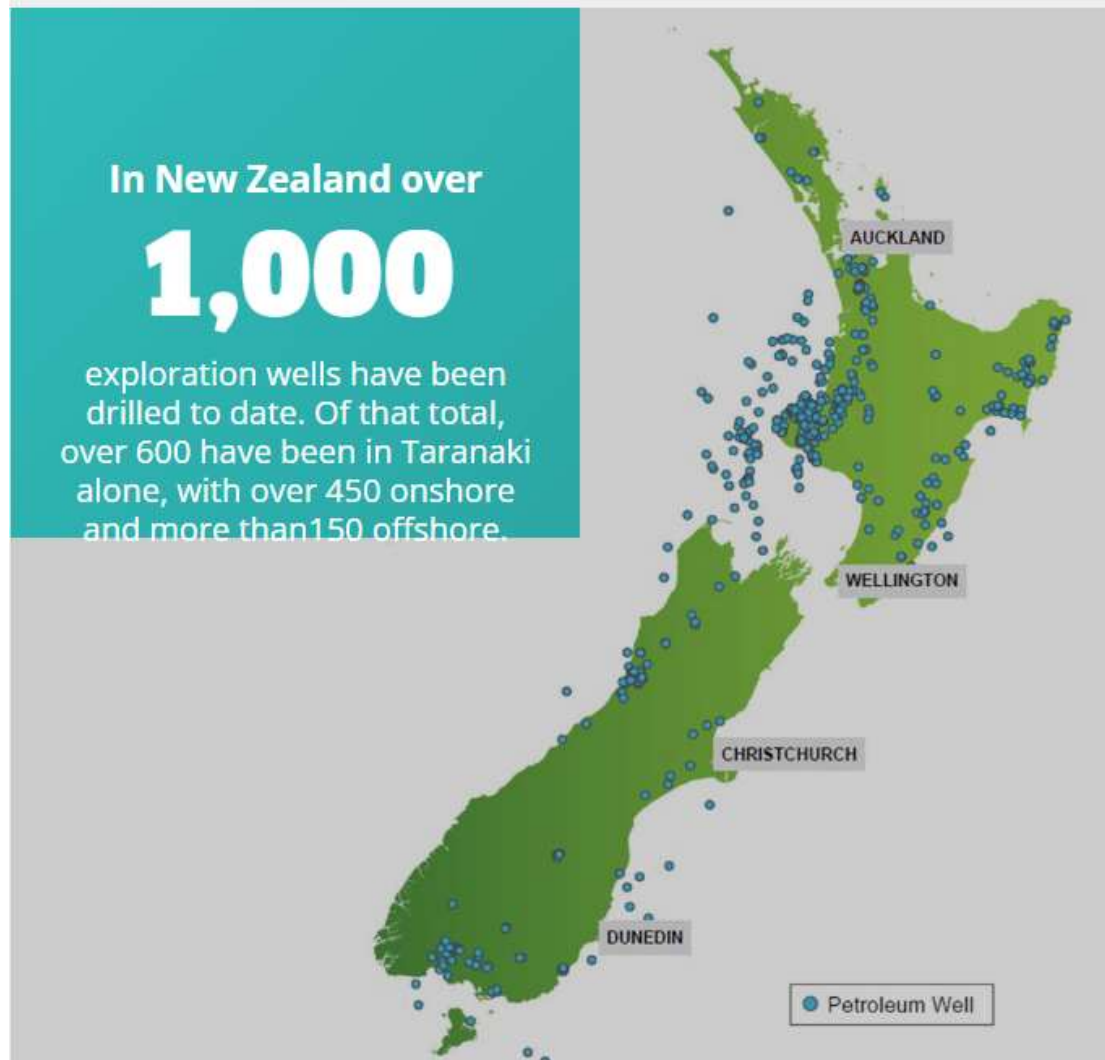 In New Zealand over
1,000
exploration wells have been
drilled to date. Of that total,
over 600 have been in Taranaki
alone, with over 450 onshore
and more than150 offshore.
AUCKLAND
WELLINGTON
CHRISTCHURCH
DUNEDIN
Petroleum Well